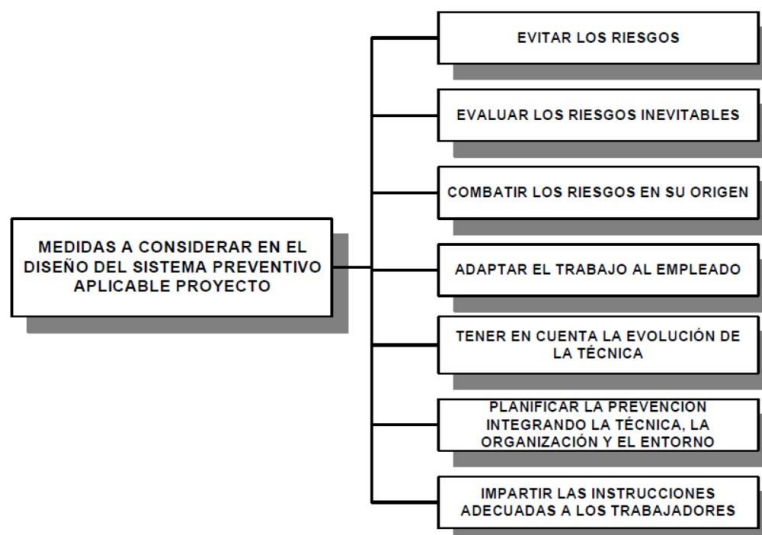 EVITAR LOS RIESGOS
EVALUAR LOS RIESGOS INEVITABLES
COMBATIR LOS RIESGOS EN SU ORIGEN
MEDIDAS A CONSIDERAR EN EL
DISEÑO DEL SISTEMA PREVENTIVO
APLICABLE PROYECTO
ADAPTAR EL TRABAJO AL EMPLEADO
TENER EN CUENTA LA EVOLUCIÓN DE
LA TÉCNICA
PLANIFICAR LA PREVENCION
INTEGRANDO LA TÉCNICA, LA
ORGANIZACIÓN Y EL ENTORNO
IMPARTIR LAS INSTRUCCIONES
ADECUADAS A LOS TRABAJADORES